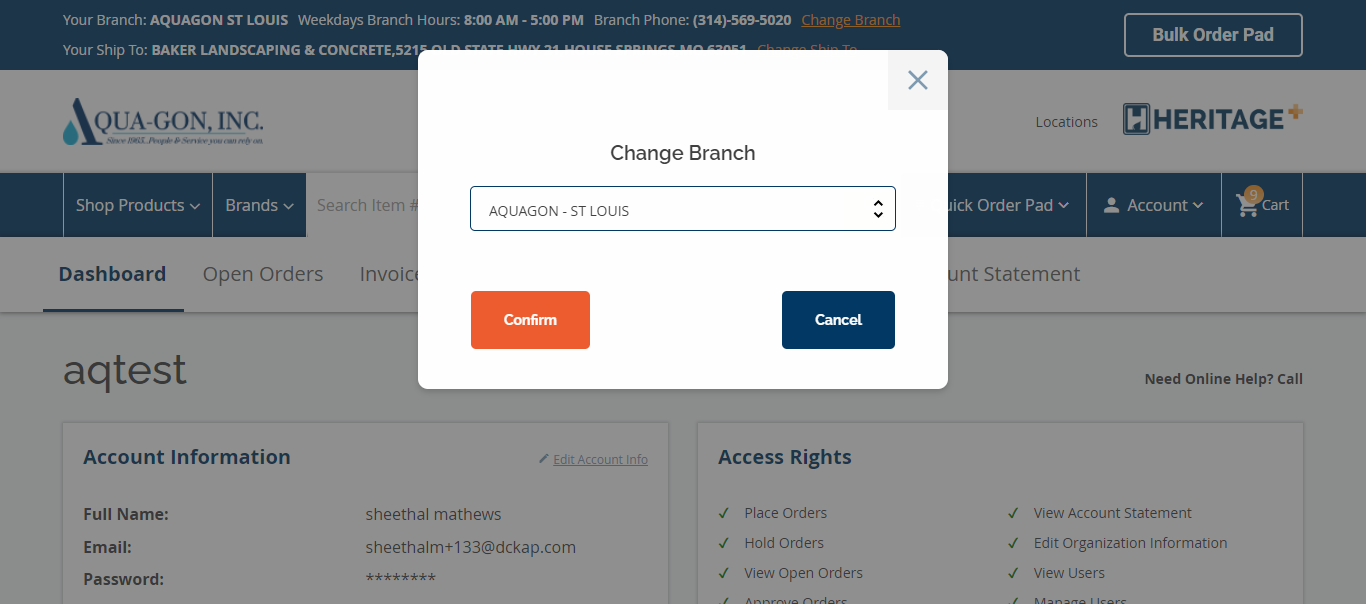 Your Branch: AQUAGON ST LOUIS Weekdays Branch Hours: 8:00 AM - 5:00 PM Branch Phone: (314)-569-5020 Change Branch
Your Ship To: BAKER LANDSCAPING & CONCRETE,5215 OLD STATE HWY 21 HOUSE SPRINGS MO 63051 Change Ship To
Bulk Order Pad
AQUA-GON, INC.
Since 1963...People & Service you can rely on.
Locations
HERITAGE+
Change Branch
AQUAGON - ST LOUIS
Confirm
Cancel
Shop Products
Brands
Search Item #
uick Order Pad
Account
9
Cart
Dashboard
Open Orders
Invoice
unt Statement
aqtest
Need Online Help? Call
Account Information
Edit Account Info
Full Name: sheethal mathews
Email: sheethalm+133@dckap.com
Password: ********
Access Rights
Place Orders
View Account Statement
Hold Orders
Edit Organization Information
View Open Orders
View Users
Approve Orders
Manage Users